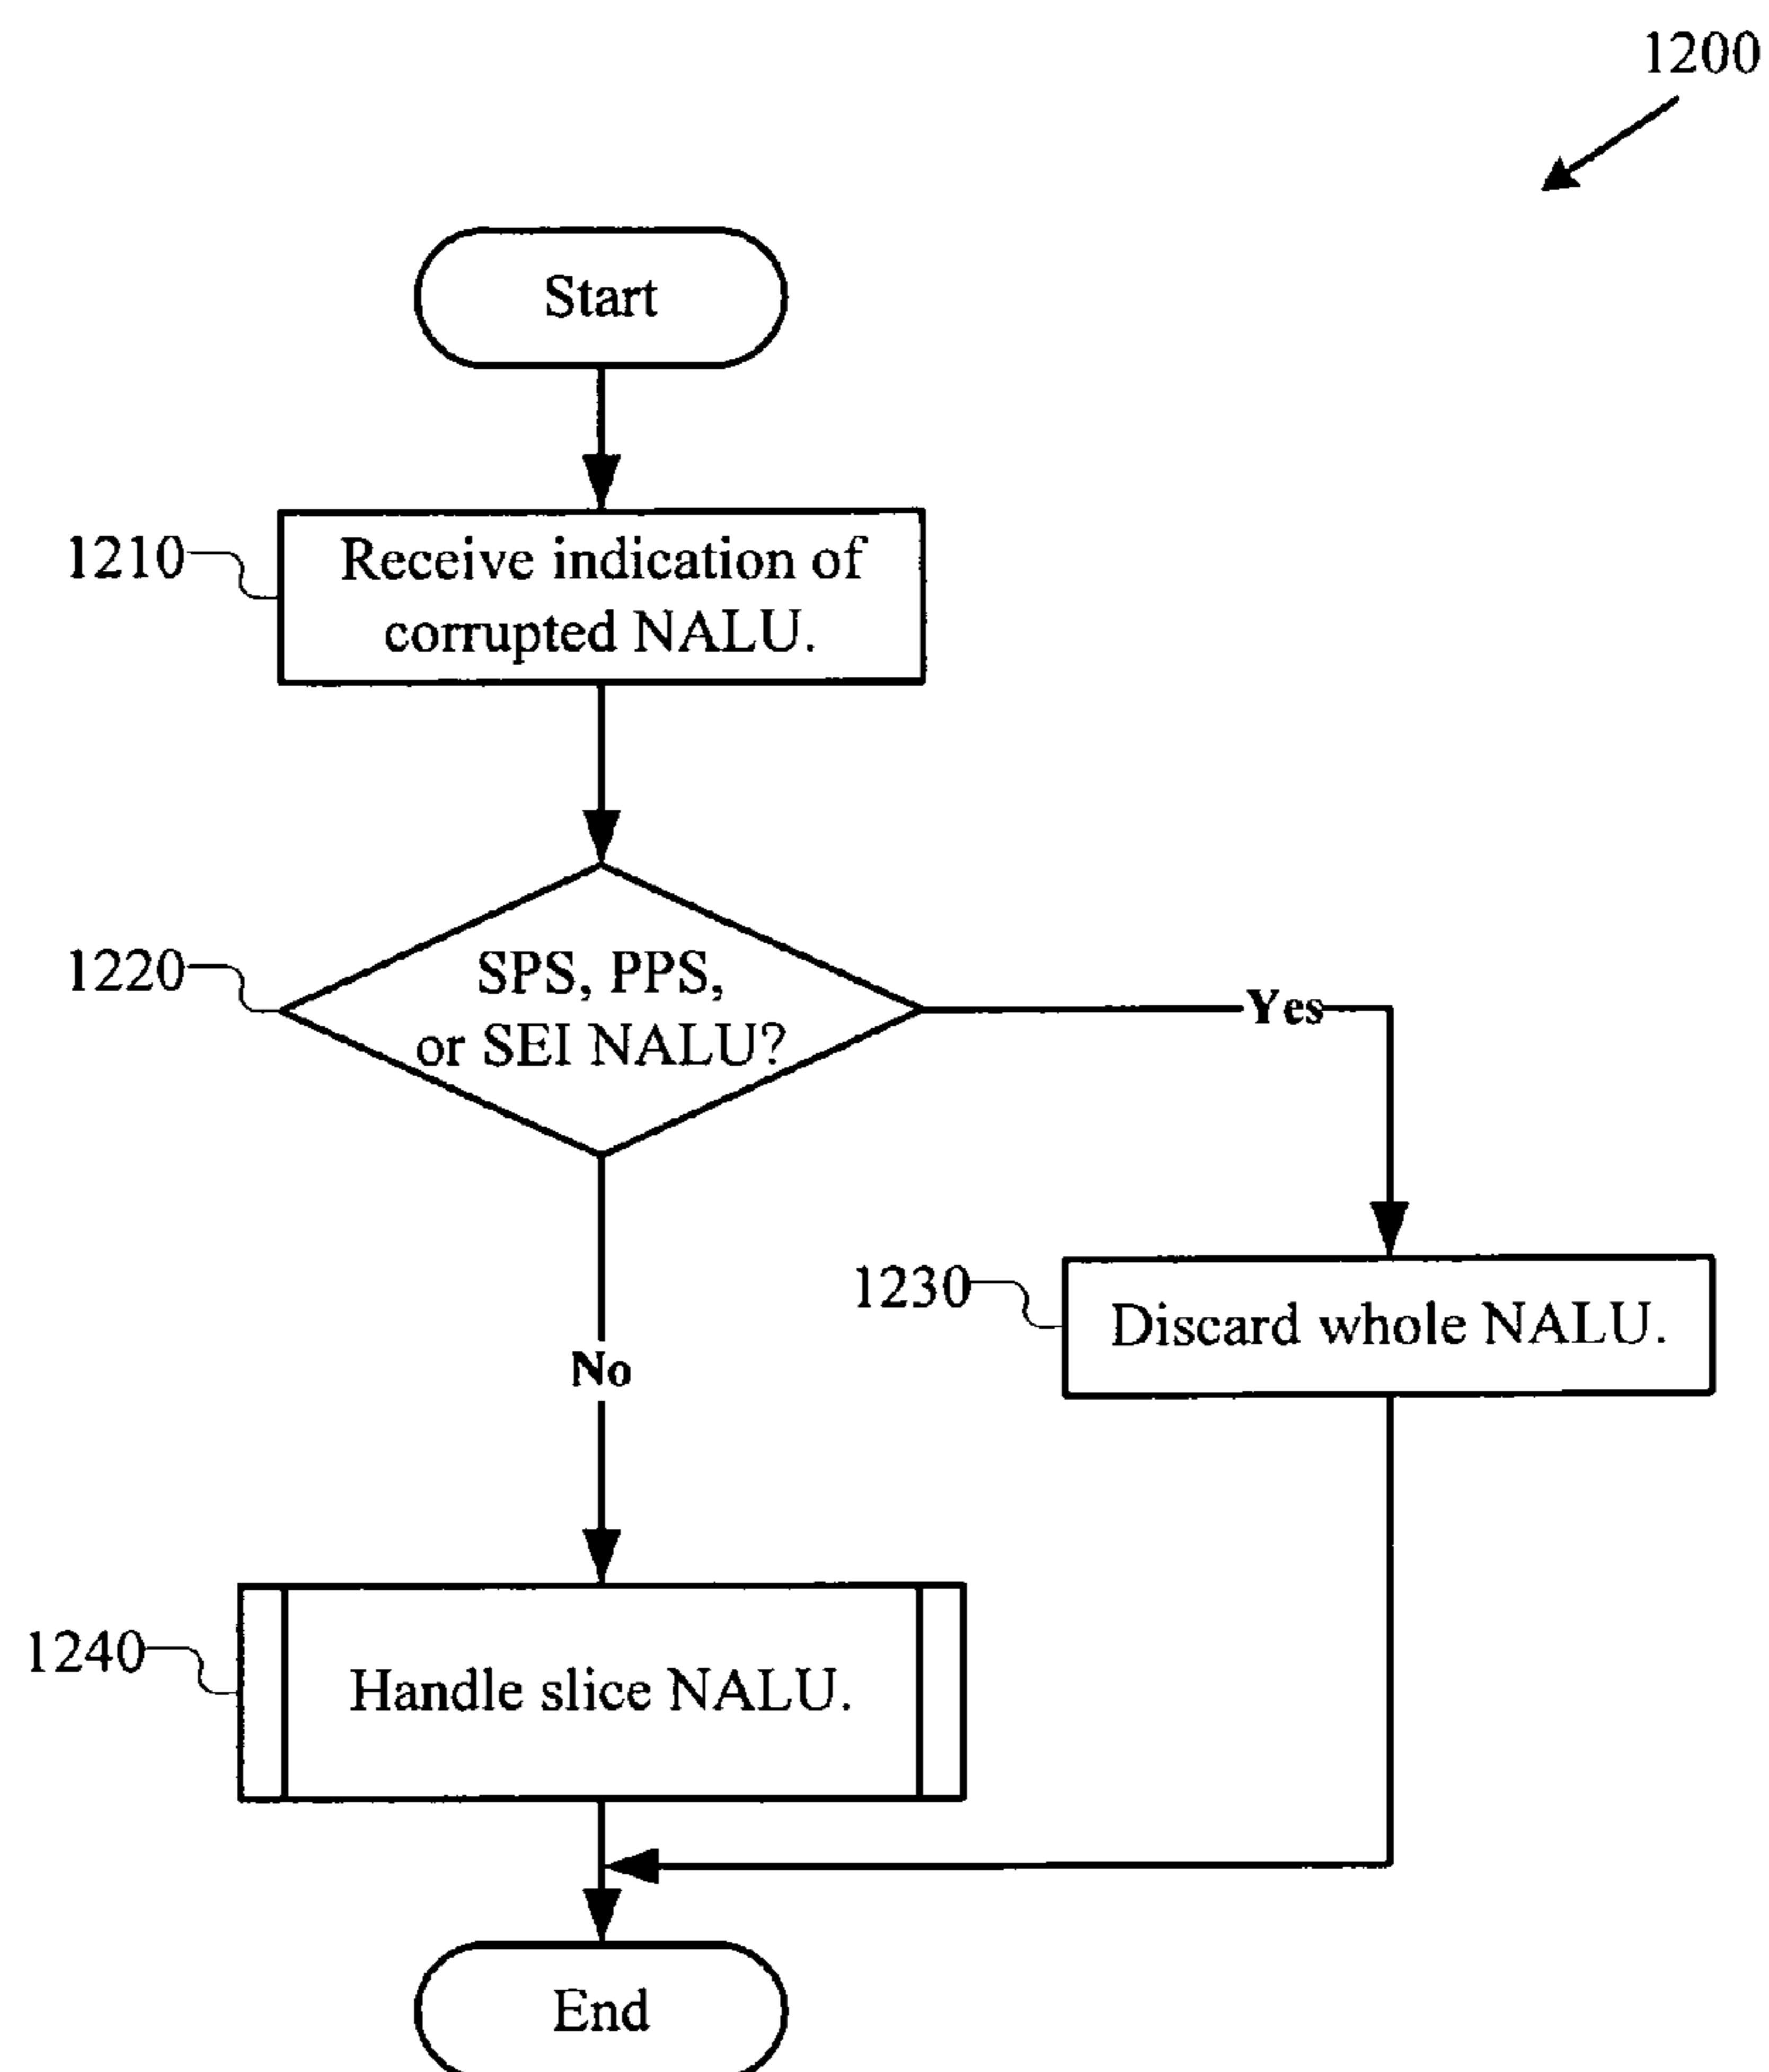 1200
Start
1210
Receive indication of
corrupted NALU.
1220
SPS, PPS,
or SEI NALU?
Yes
1230
Discard whole NALU.
No
1240
Handle slice NALU.
End